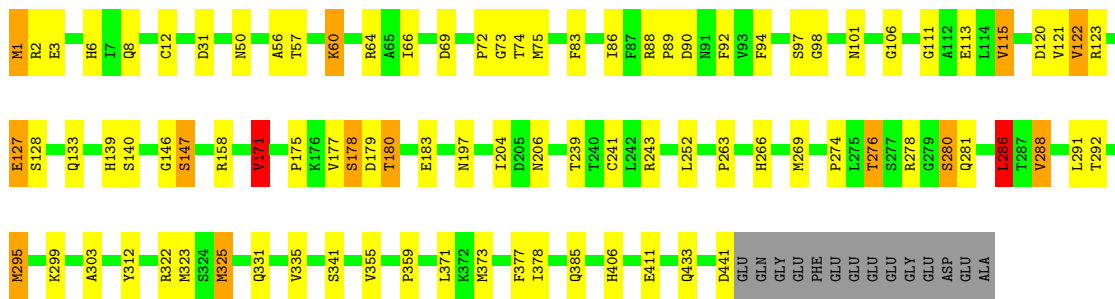 M1 R2 E3 H6 I7 Q8 C12 D31 N50 A56 T57 K60 R64 A65 I66 D69 P72 G73 T74 M75 F83 I86 F87 R88 P89 D90 N91 F92 V93 F94 S97 G98 N101 G106 G111 A112 E113 L114 V115 D120 V121 V122 R123
E127 S128 Q133 H139 S140 G146 S147 R158 V171 P175 K176 V177 S178 D179 T180 E183 N197 I204 D205 N206 T239 T240 C241 L242 R243 L252 P263 H266 M269 P274 L275 T276 S277 R278 G279 S280 Q281 L286 T287 V288 L291 T292
M295 K299 A303 Y312 R322 M323 S324 M325 Q331 V335 S341 V355 P359 L371 K372 M373 F377 I378 Q385 H406 E411 Q433 D441 GLU GLN GLY GLU PHE GLU GLU GLU GLU GLY GLU ASP GLU ALA